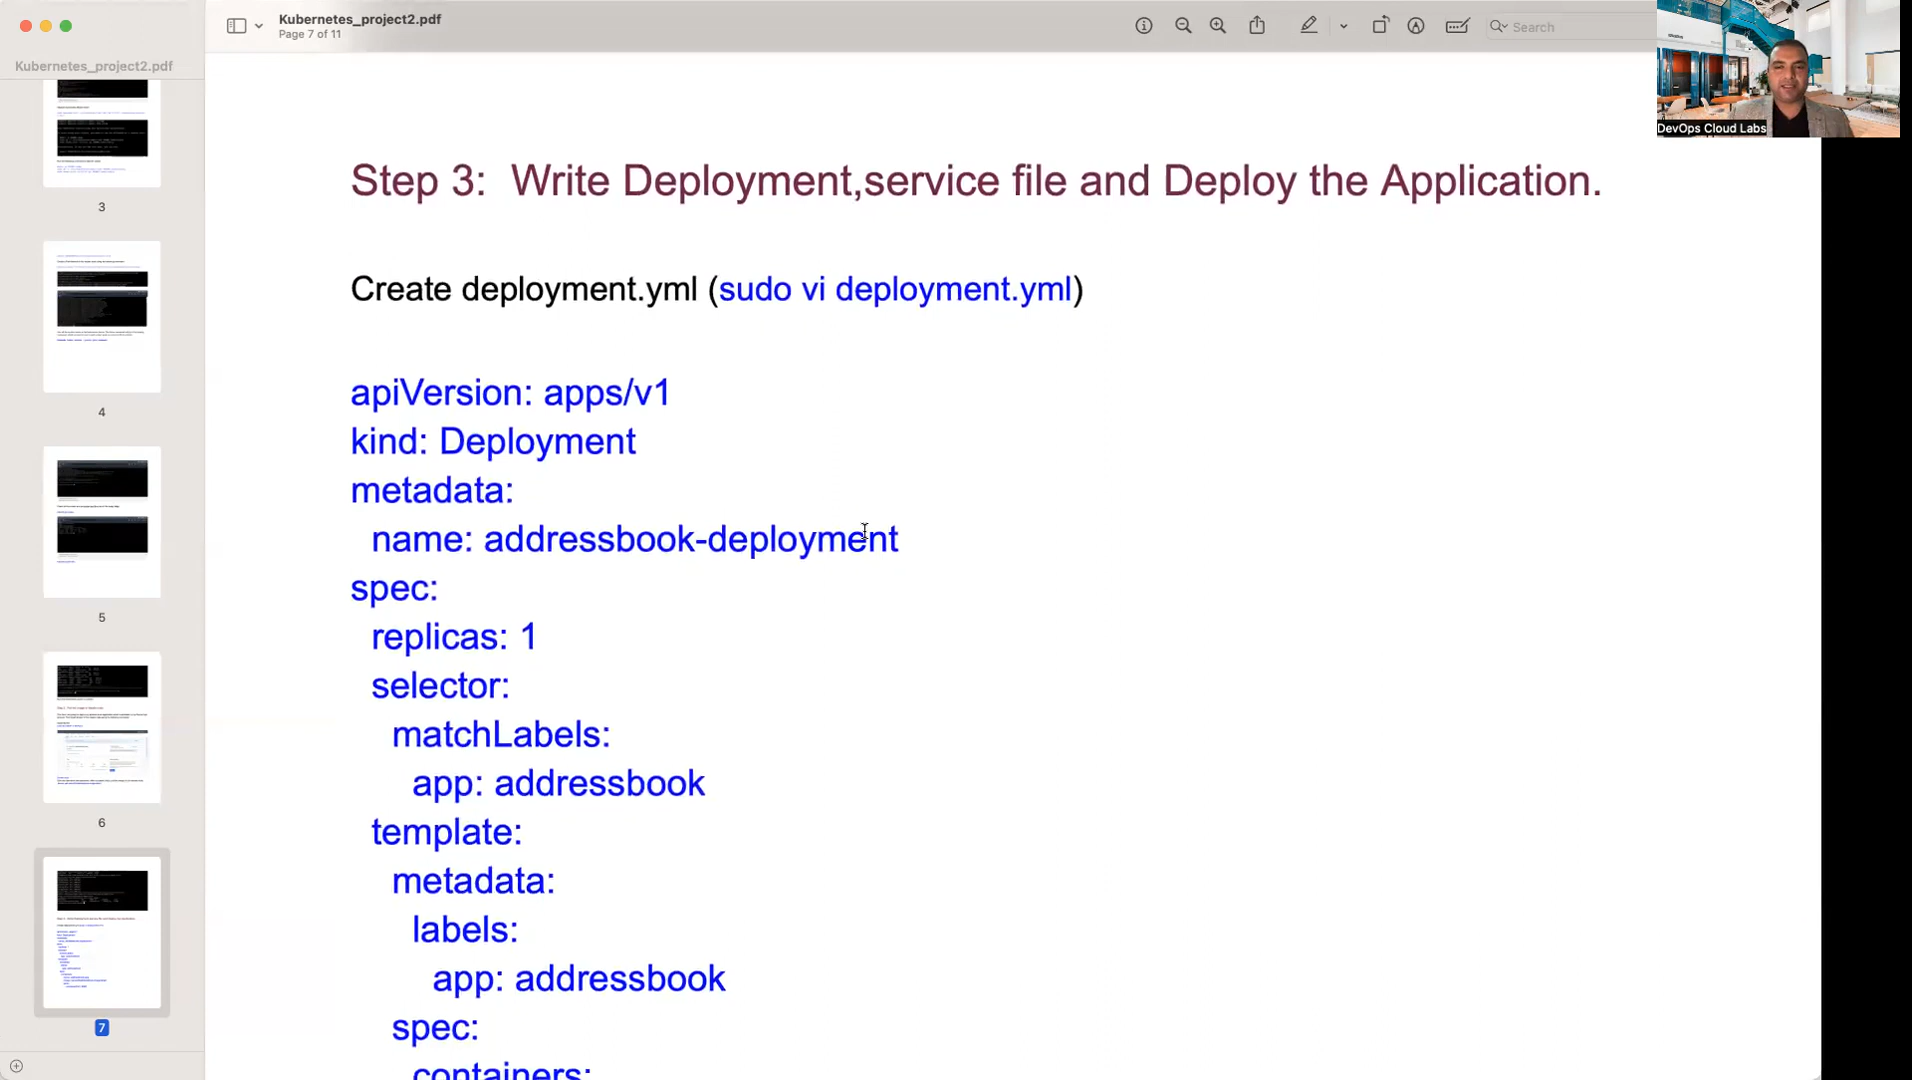 Kubernetes_project2.pdf
Page 7 of 11
Search
Kubernetes_project2.pdf
DevOps Cloud Labs
3
4
5
6
7
Step 3: Write Deployment,service file and Deploy the Application.
Create deployment.yml (sudo vi deployment.yml)
apiVersion: apps/v1
kind: Deployment
metadata:
name: addressbook-deployment
spec:
replicas: 1
selector:
matchLabels:
app: addressbook
template:
metadata:
labels:
app: addressbook
spec:
containers: